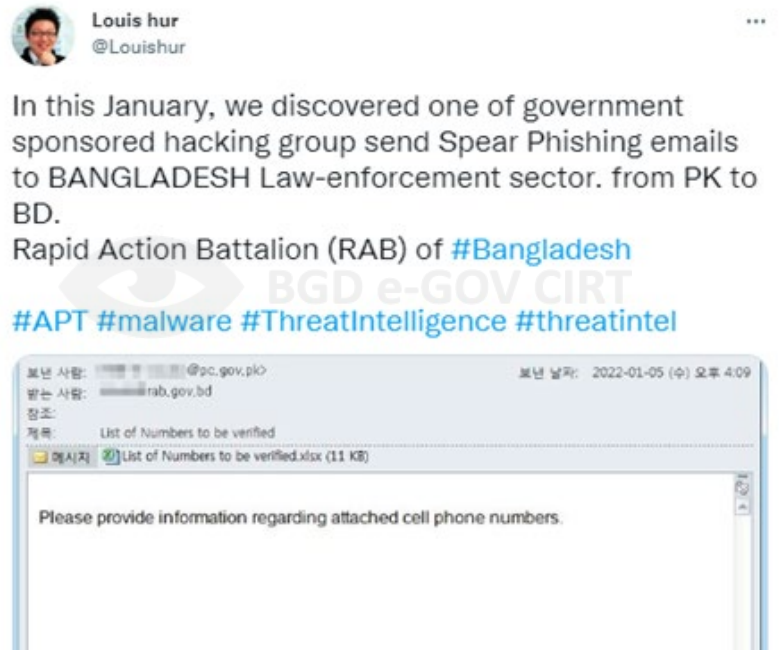 Louis hur
@Louishur
...
In this January, we discovered one of government
sponsored hacking group send Spear Phishing emails
to BANGLADESH Law-enforcement sector. from PK to
BD.
Rapid Action Battalion (RAB) of #Bangladesh
BGD e-GOV CIRT
#APT #malware #ThreatIntelligence #threatintel
보낸 사람: @pc.gov.pk> 보낸 날짜: 2022-01-05 (수) 오후 4:09
받는 사람: rab.gov.bd
참조:
제목: List of Numbers to be verified
메시지 List of Numbers to be verified.xlsx (11 KB)
Please provide information regarding attached cell phone numbers.